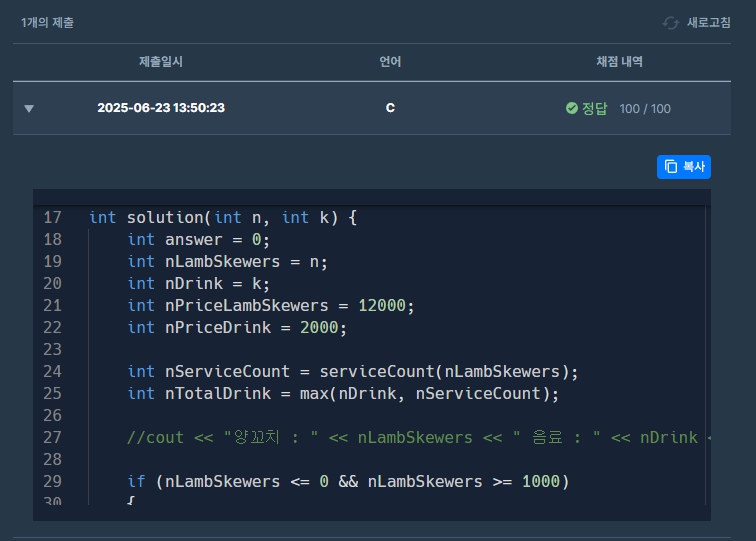 1개의 제출
새로고침
제출일시 언어 채점 내역
2025-06-23 13:50:23 C 정답 100 / 100
복사
17 int solution(int n, int k) {
18 int answer = 0;
19 int nLambSkewers = n;
20 int nDrink = k;
21 int nPriceLambSkewers = 12000;
22 int nPriceDrink = 2000;
23
24 int nServiceCount = serviceCount(nLambSkewers);
25 int nTotalDrink = max(nDrink, nServiceCount);
26
27 //cout << "양꼬치 : " << nLambSkewers << " 음료 : " << nDrink <
28
29 if (nLambSkewers <= 0 && nLambSkewers >= 1000)
30 {